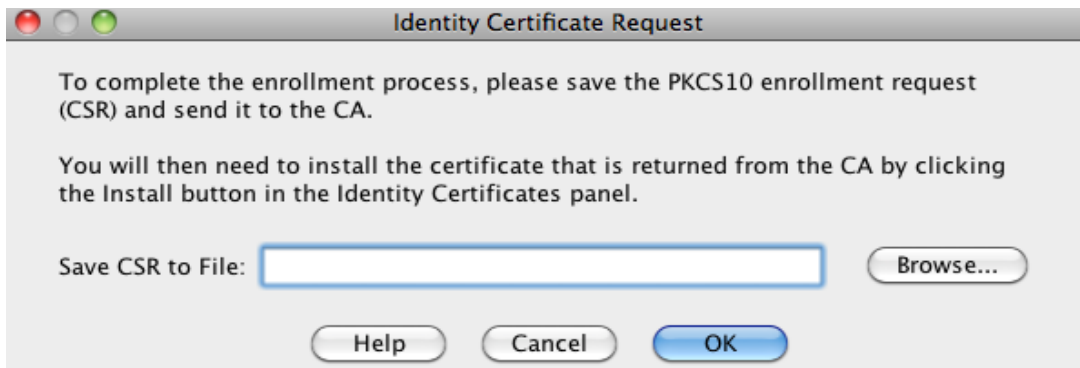 Identity Certificate Request
To complete the enrollment process, please save the PKCS10 enrollment request
(CSR) and send it to the CA.
You will then need to install the certificate that is returned from the CA by clicking
the Install button in the Identity Certificates panel.
Save CSR to File: Browse...
Help Cancel OK